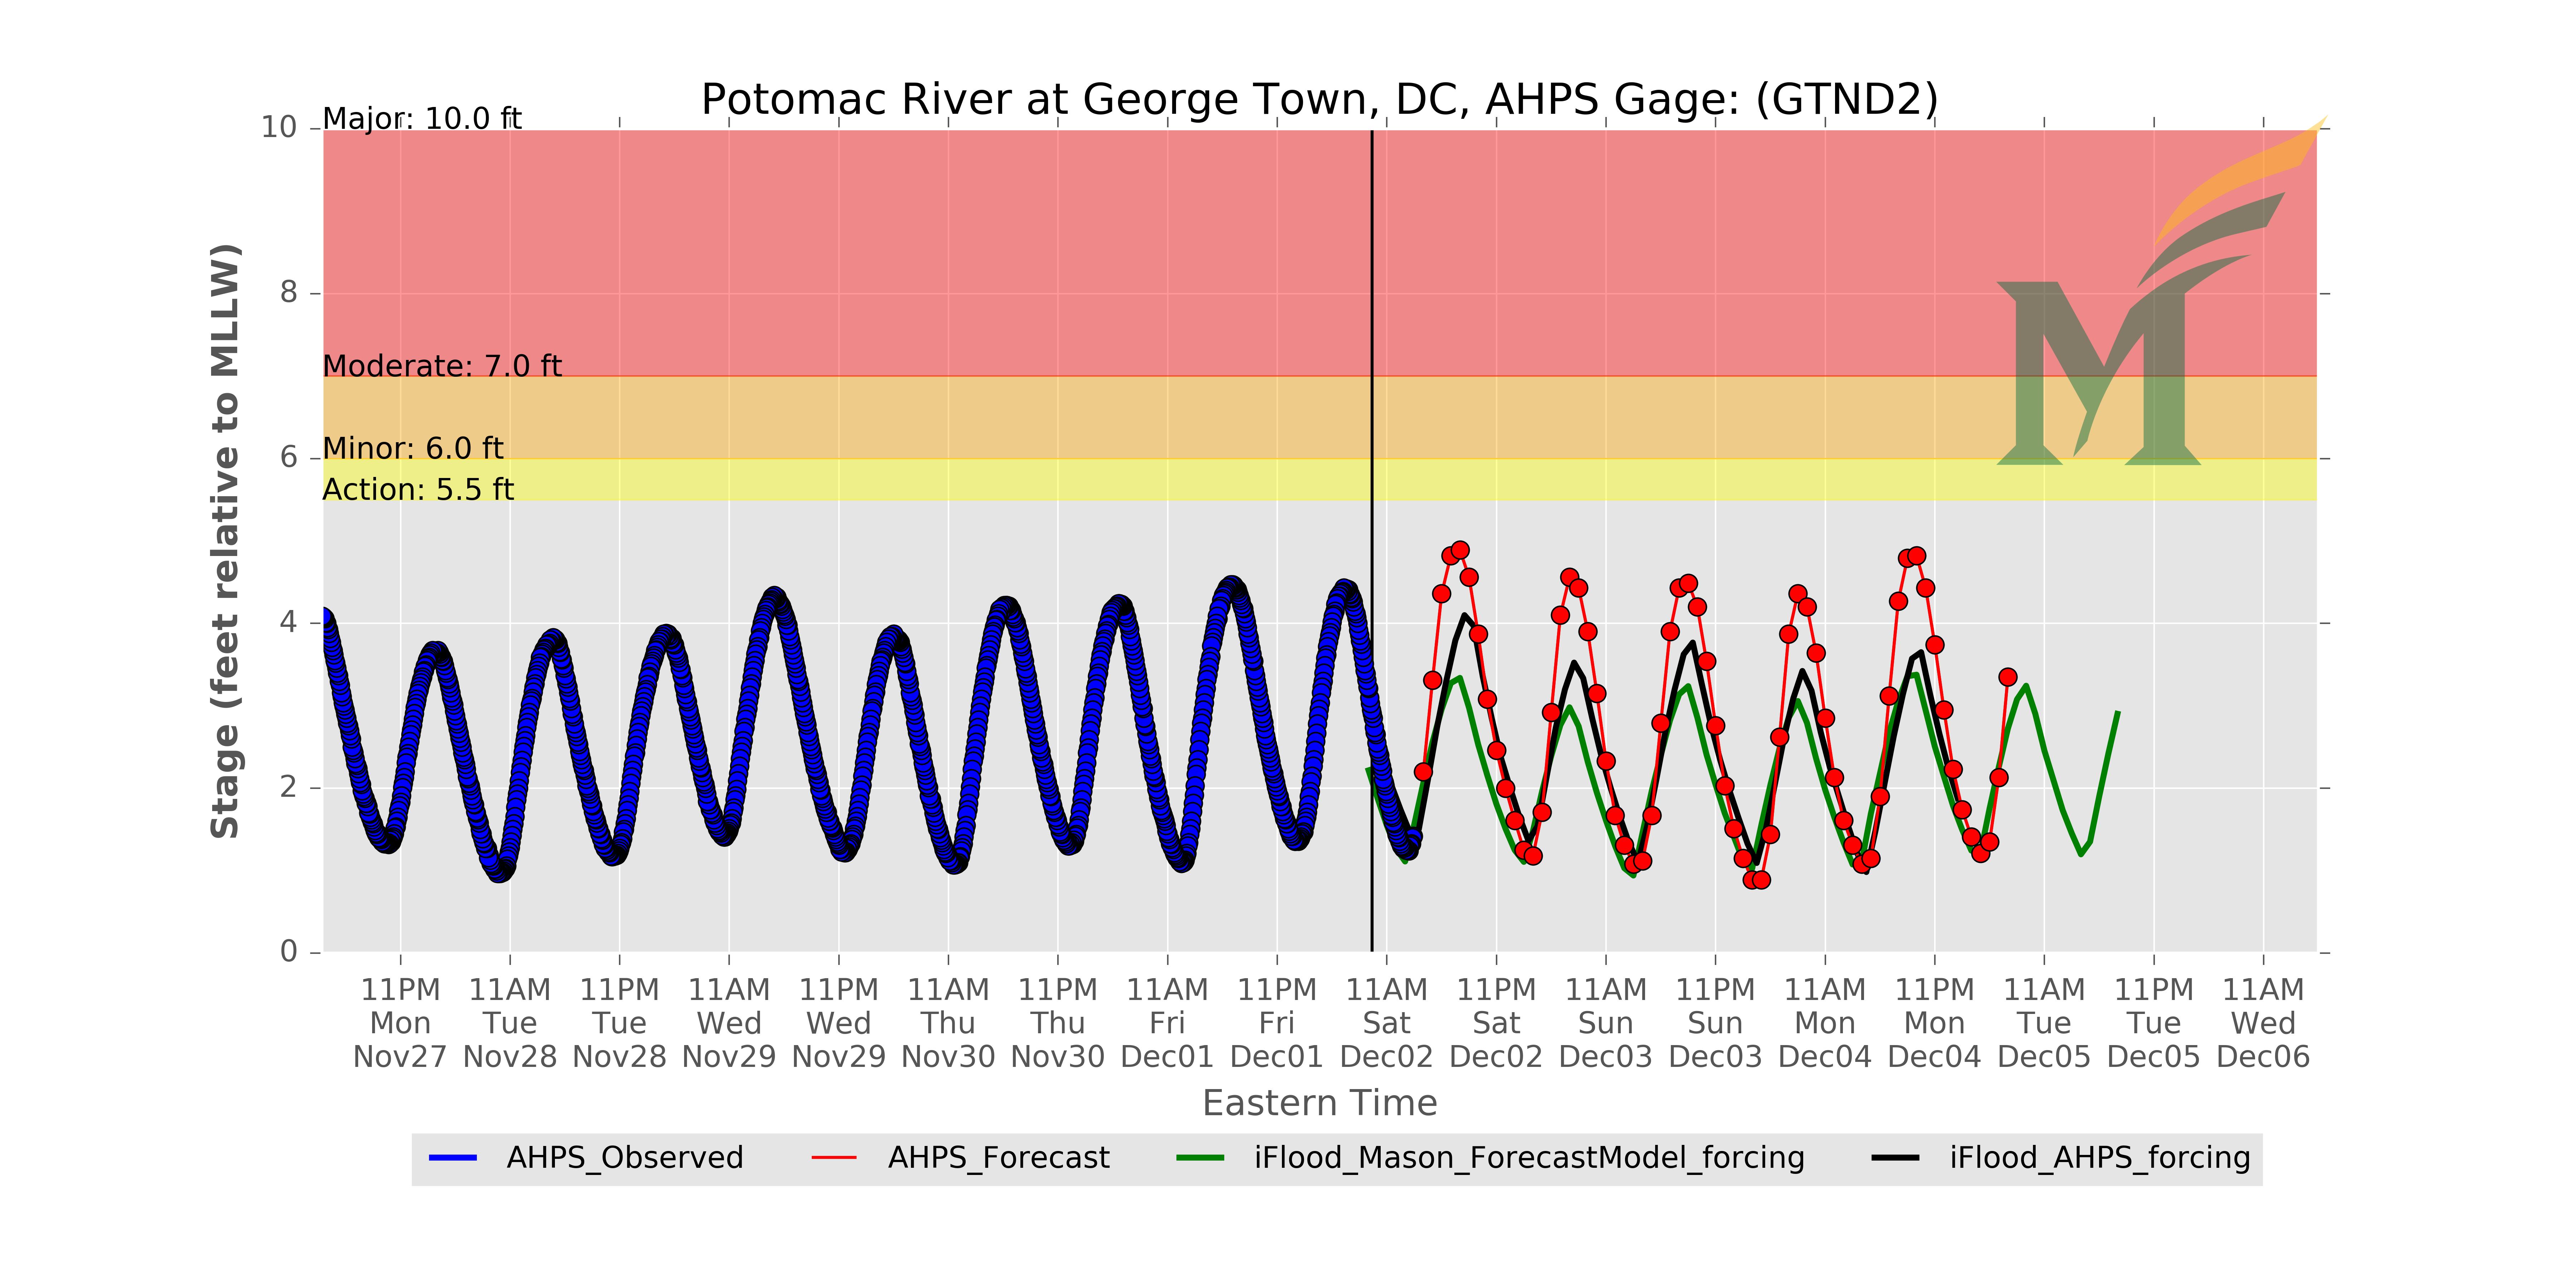 Potomac River at George Town, DC, AHPS Gage: (GTND2)
Major: 10.0 ft
Moderate: 7.0 ft
Minor: 6.0 ft
Action: 5.5 ft
10
8
6
4
2
0
Stage (feet relative to MLLW)
11PM 11AM 11PM 11AM 11PM 11AM 11PM 11AM 11PM 11AM 11PM 11AM 11PM 11AM 11PM 11AM 11PM 11AM
Mon Tue Tue Wed Wed Thu Thu Fri Fri Sat Sat Sun Sun Mon Mon Tue Tue Wed
Nov27 Nov28 Nov28 Nov29 Nov29 Nov30 Nov30 Dec01 Dec01 Dec02 Dec02 Dec03 Dec03 Dec04 Dec04 Dec05 Dec05 Dec06
Eastern Time
AHPS_Observed AHPS_Forecast iFlood_Mason_ForecastModel_forcing iFlood_AHPS_forcing
M